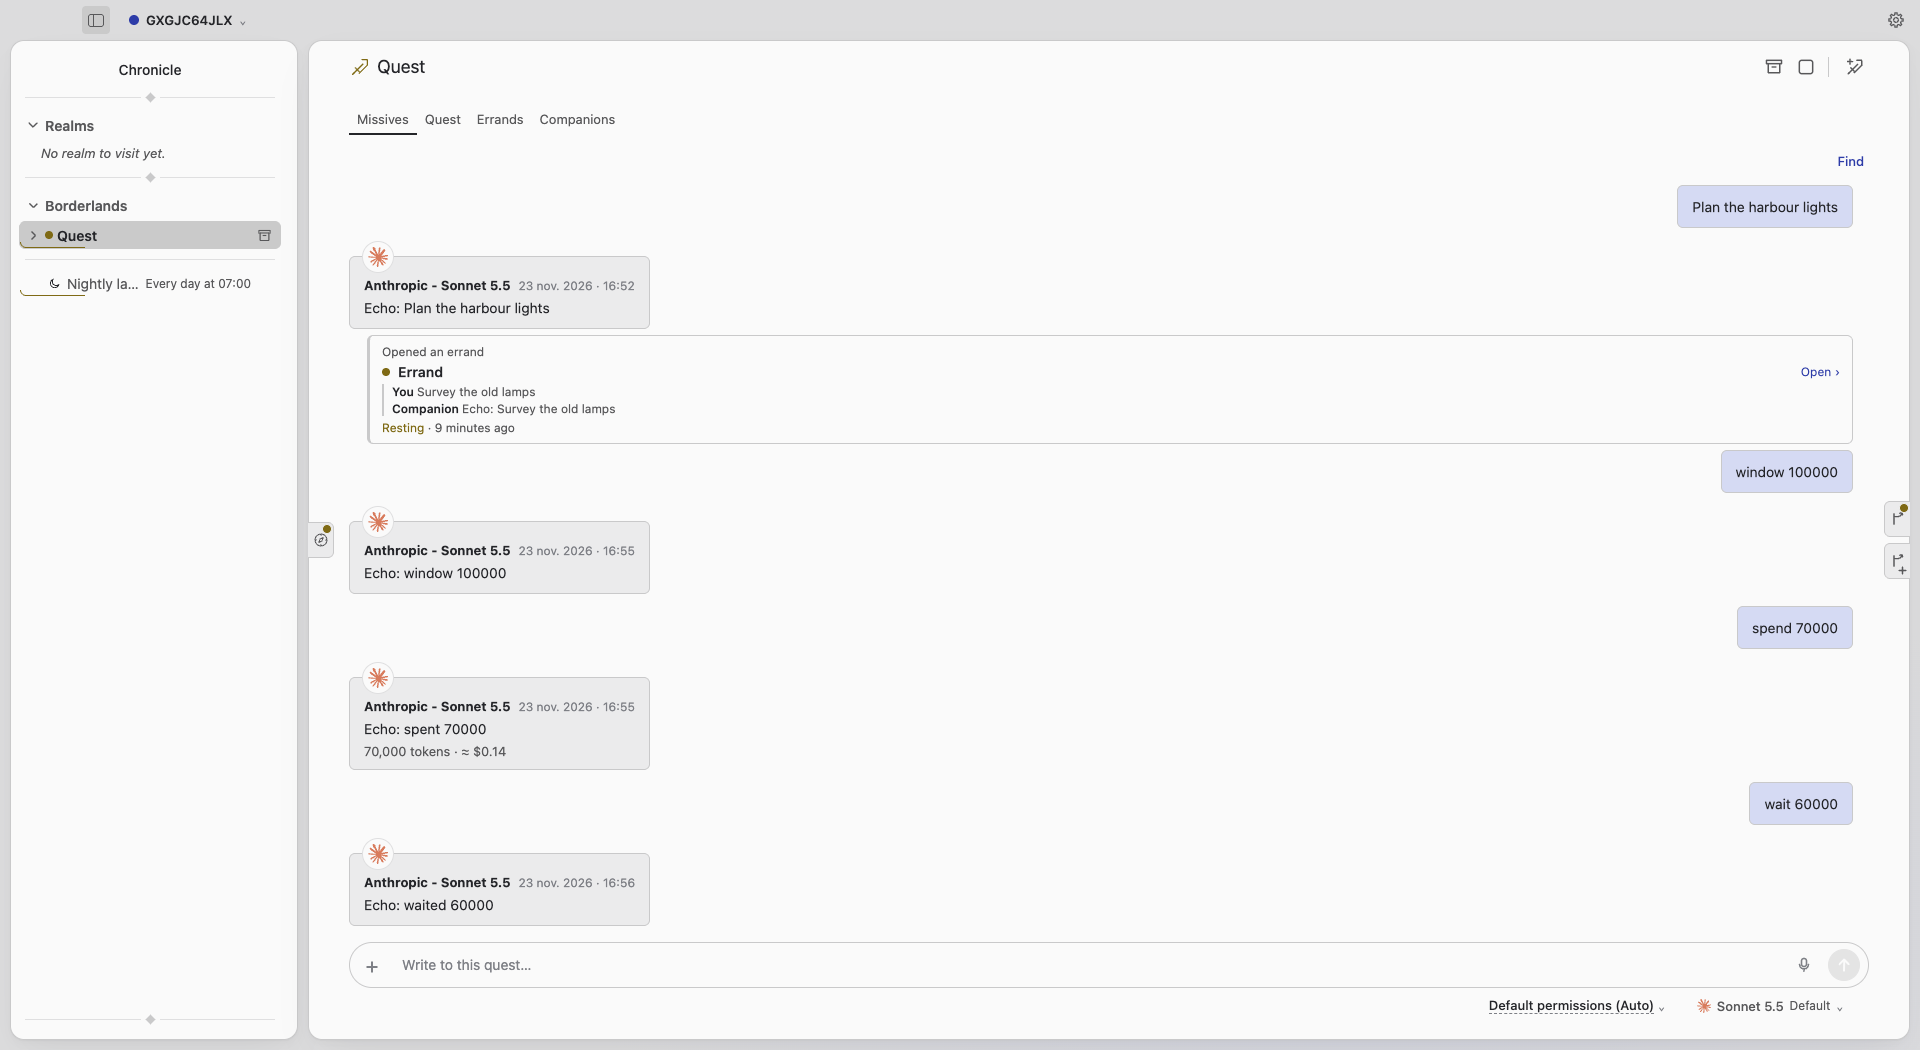 GXGJC64JLX
Chronicle
Realms
No realm to visit yet.
Borderlands
Quest
Nightly la... Every day at 07:00
Quest
Missives Quest Errands Companions
Find
Plan the harbour lights
Anthropic - Sonnet 5.5 23 nov. 2026 · 16:52
Echo: Plan the harbour lights
Opened an errand
Errand
Open ›
You Survey the old lamps
Companion Echo: Survey the old lamps
Resting · 9 minutes ago
window 100000
Anthropic - Sonnet 5.5 23 nov. 2026 · 16:55
Echo: window 100000
spend 70000
Anthropic - Sonnet 5.5 23 nov. 2026 · 16:55
Echo: spent 70000
70,000 tokens · ≈ $0.14
wait 60000
Anthropic - Sonnet 5.5 23 nov. 2026 · 16:56
Echo: waited 60000
Write to this quest...
Default permissions (Auto) Sonnet 5.5 Default